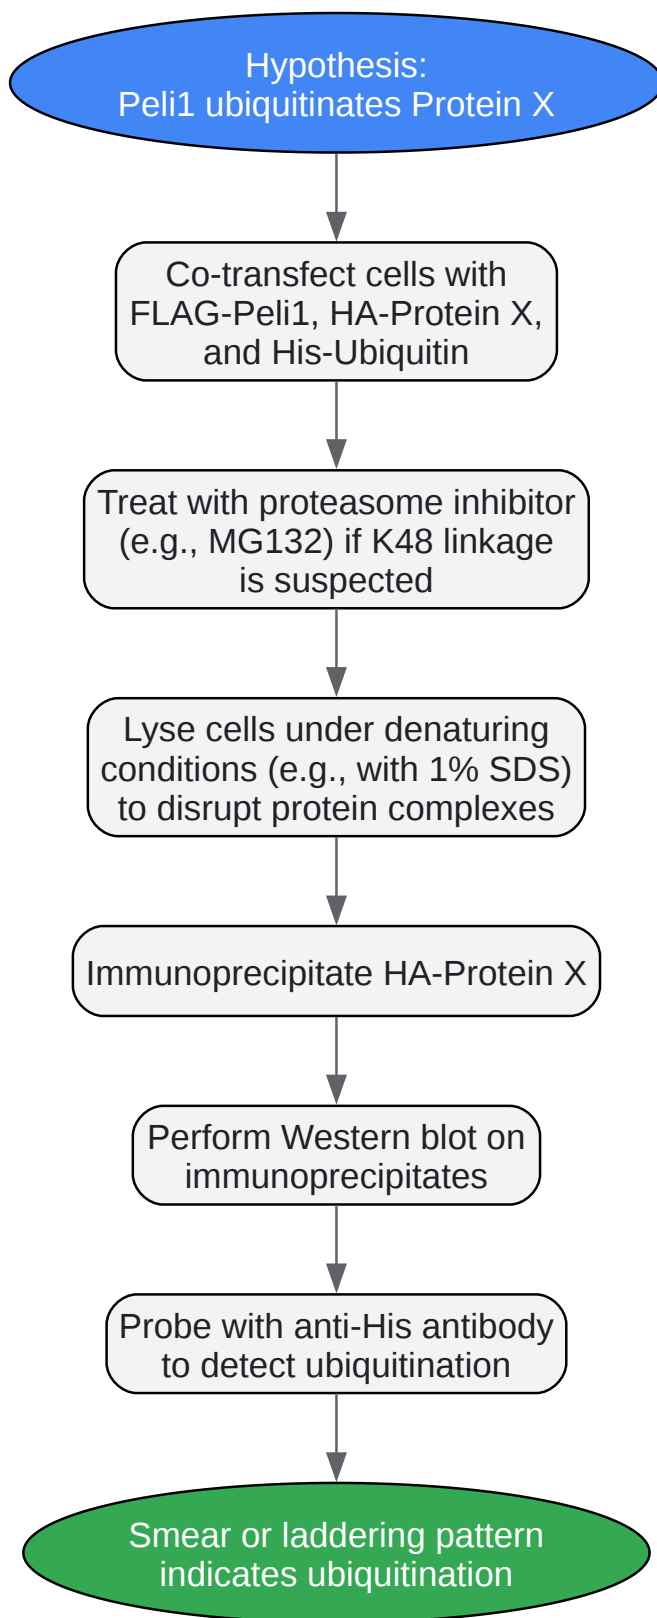 Hypothesis:
Peli1 ubiquitinates Protein X
Co-transfect cells with
FLAG-Peli1, HA-Protein X,
and His-Ubiquitin
Treat with proteasome inhibitor
(e.g., MG132) if K48 linkage
is suspected
Lyse cells under denaturing
conditions (e.g., with 1% SDS)
to disrupt protein complexes
Immunoprecipitate HA-Protein X
Perform Western blot on
immunoprecipitates
Probe with anti-His antibody
to detect ubiquitination
Smear or laddering pattern
indicates ubiquitination